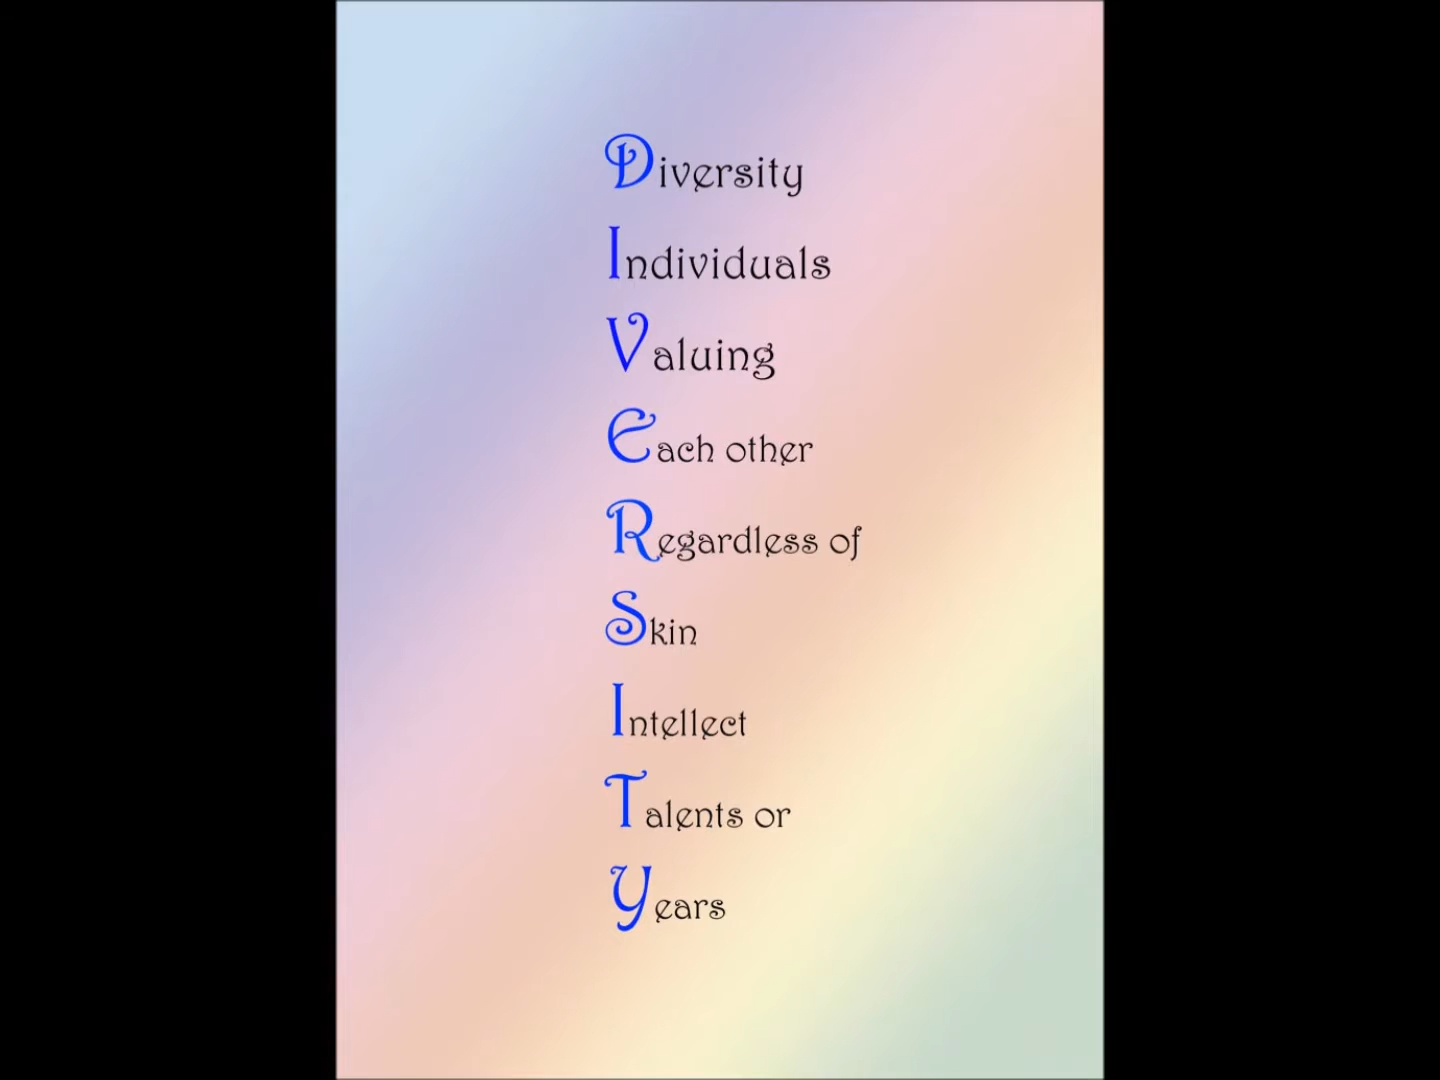 Diversity
Individuals
Valuing
Each other
Regardless of
Skin
Intellect
Talents or
Years